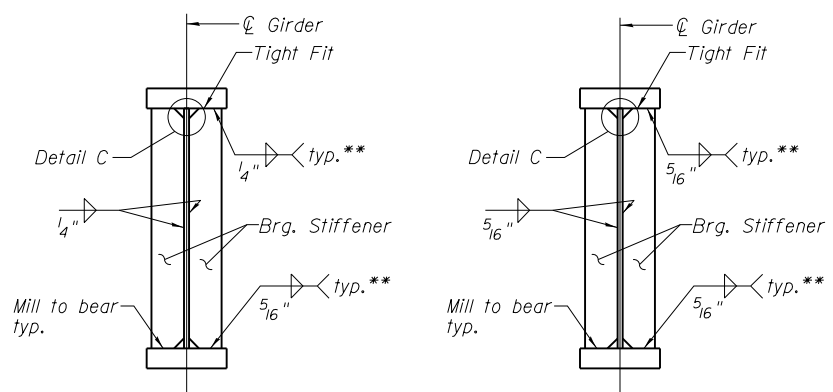 ℄ Girder
Tight Fit
Detail C
1/4"
typ.**
1/4"
Brg. Stiffener
Mill to bear
typ.
5/16"
typ.**
℄ Girder
Tight Fit
Detail C
5/16"
typ.**
5/16"
Brg. Stiffener
Mill to bear
typ.
5/16"
typ.**